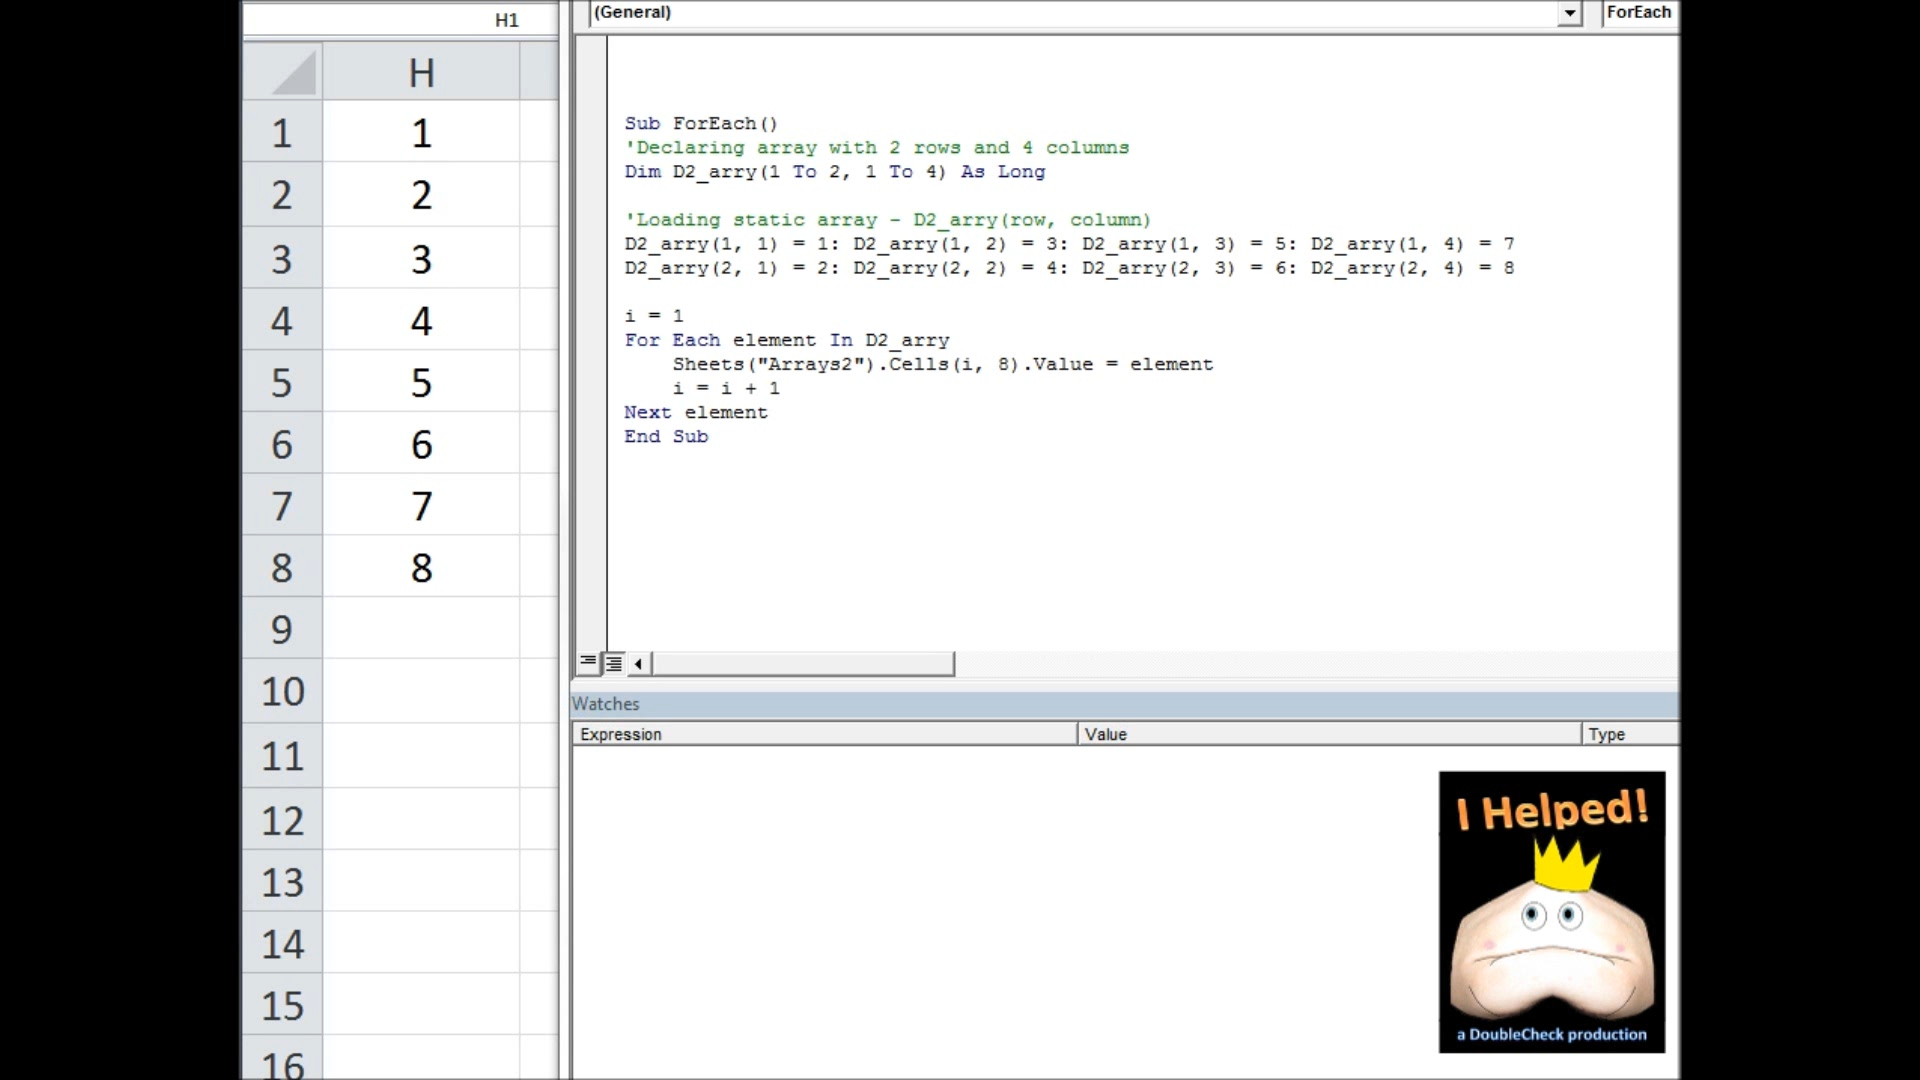 H1
H
1 1
2 2
3 3
4 4
5 5
6 6
7 7
8 8
9
10
11
12
13
14
15
16
(General) ForEach
Sub ForEach()
'Declaring array with 2 rows and 4 columns
Dim D2_arry(1 To 2, 1 To 4) As Long
'Loading static array - D2_arry(row, column)
D2_arry(1, 1) = 1: D2_arry(1, 2) = 3: D2_arry(1, 3) = 5: D2_arry(1, 4) = 7
D2_arry(2, 1) = 2: D2_arry(2, 2) = 4: D2_arry(2, 3) = 6: D2_arry(2, 4) = 8
i = 1
For Each element In D2_arry
Sheets("Arrays2").Cells(i, 8).Value = element
i = i + 1
Next element
End Sub
Watches
Expression Value Type
I Helped!
a DoubleCheck production